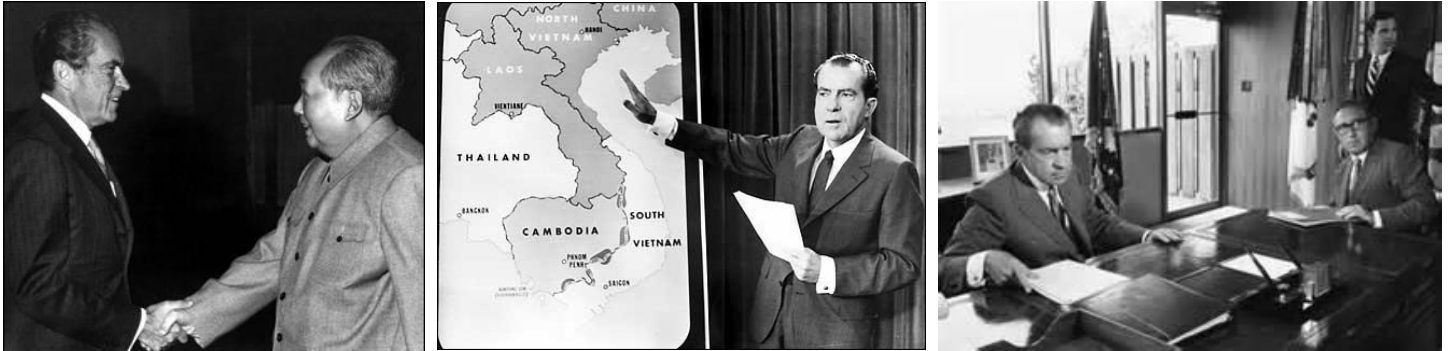 CHINA
NORTH
VIETNAM
HANOI
LAOS
VIENTIANE
THAILAND
BANGKOK
CAMBODIA
SOUTH
VIETNAM
PHNOM
PENH
SAIGON